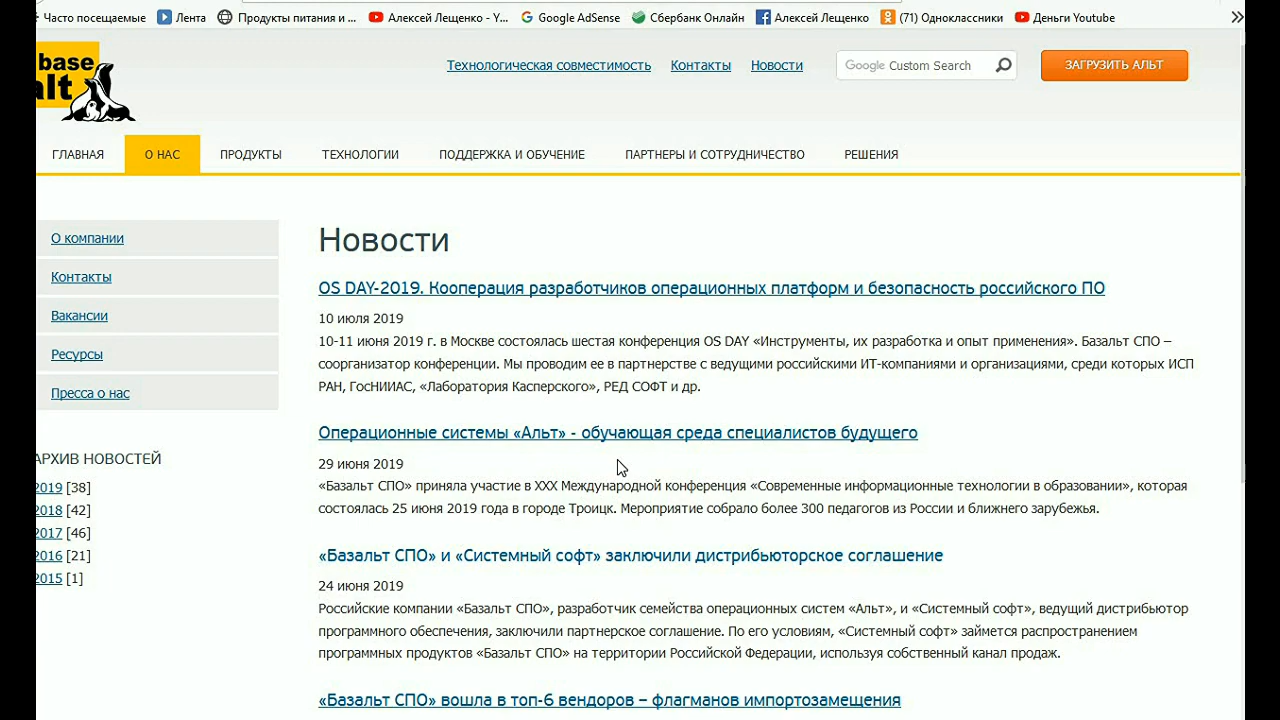 Часто посещаемые Лента Продукты питания и ... Алексей Лещенко - Y... Google AdSense Сбербанк Онлайн Алексей Лещенко (71) Одноклассники Деньги Youtube
base
alt
Технологическая совместимость Контакты Новости Google Custom Search ЗАГРУЗИТЬ АЛЬТ
ГЛАВНАЯ О НАС ПРОДУКТЫ ТЕХНОЛОГИИ ПОДДЕРЖКА И ОБУЧЕНИЕ ПАРТНЕРЫ И СОТРУДНИЧЕСТВО РЕШЕНИЯ
О компании
Контакты
Вакансии
Ресурсы
Пресса о нас
АРХИВ НОВОСТЕЙ
2019 [38]
2018 [42]
2017 [46]
2016 [21]
2015 [1]
Новости
OS DAY-2019. Кооперация разработчиков операционных платформ и безопасность российского ПО
10 июля 2019
10-11 июня 2019 г. в Москве состоялась шестая конференция OS DAY «Инструменты, их разработка и опыт применения». Базальт СПО –
соорганизатор конференции. Мы проводим ее в партнерстве с ведущими российскими ИТ-компаниями и организациями, среди которых ИСП
РАН, ГосНИИАС, «Лаборатория Касперского», РЕД СОФТ и др.
Операционные системы «Альт» - обучающая среда специалистов будущего
29 июня 2019
«Базальт СПО» приняла участие в XXX Международной конференция «Современные информационные технологии в образовании», которая
состоялась 25 июня 2019 года в городе Троицк. Мероприятие собрало более 300 педагогов из России и ближнего зарубежья.
«Базальт СПО» и «Системный софт» заключили дистрибьюторское соглашение
24 июня 2019
Российские компании «Базальт СПО», разработчик семейства операционных систем «Альт», и «Системный софт», ведущий дистрибьютор
программного обеспечения, заключили партнерское соглашение. По его условиям, «Системный софт» займется распространением
программных продуктов «Базальт СПО» на территории Российской Федерации, используя собственный канал продаж.
«Базальт СПО» вошла в топ-6 вендоров – флагманов импортозамещения